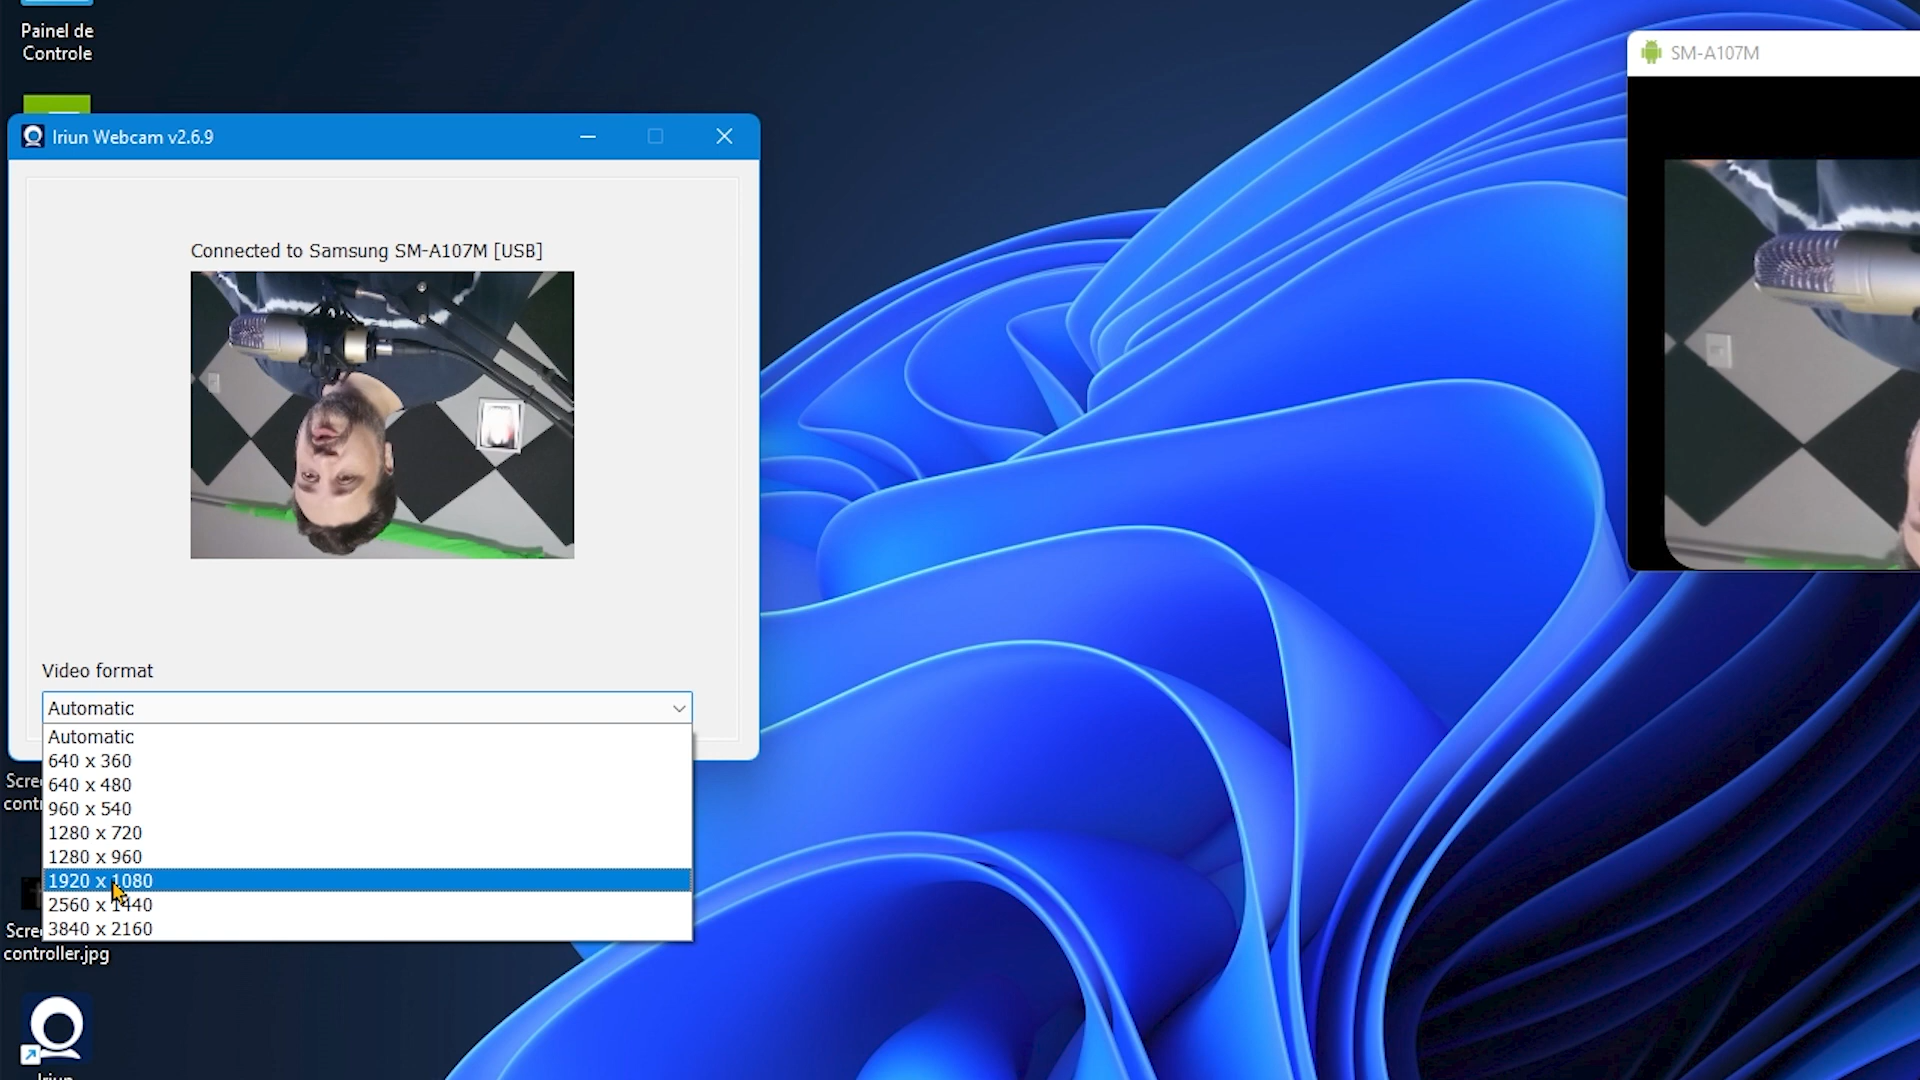 Painel de
Controle
SM-A107M
Iriun Webcam v2.6.9
Connected to Samsung SM-A107M [USB]
Video format
Automatic
Automatic
640 x 360
640 x 480
960 x 540
1280 x 720
1280 x 960
1920 x 1080
2560 x 1440
3840 x 2160
controller.jpg